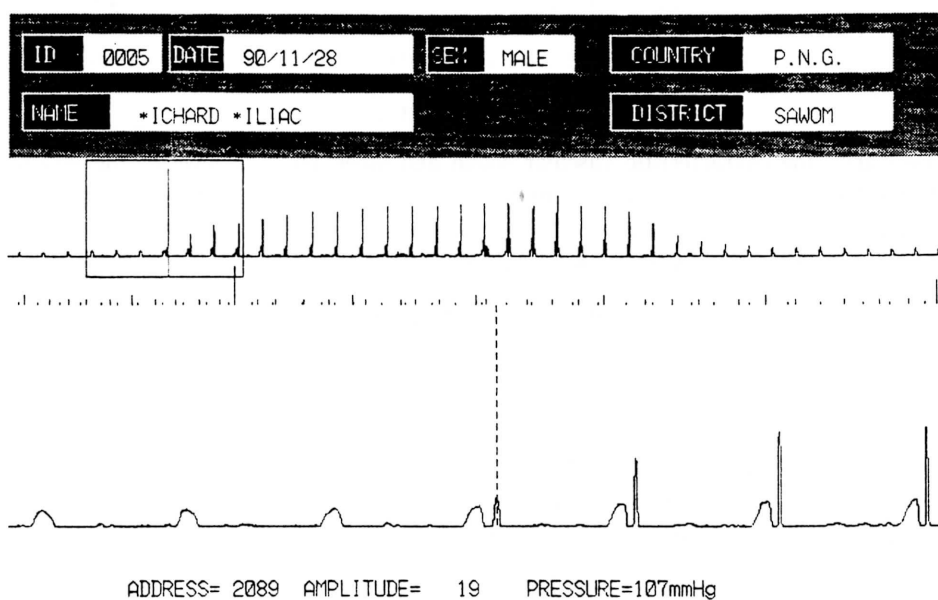 ID 0005 DATE 90/11/28 SEX MALE COUNTRY P.N.G.
NAME *ICHARD *ILIAC DISTRICT SAWOM
ADDRESS= 2089 AMPLITUDE= 19 PRESSURE=107mmHg